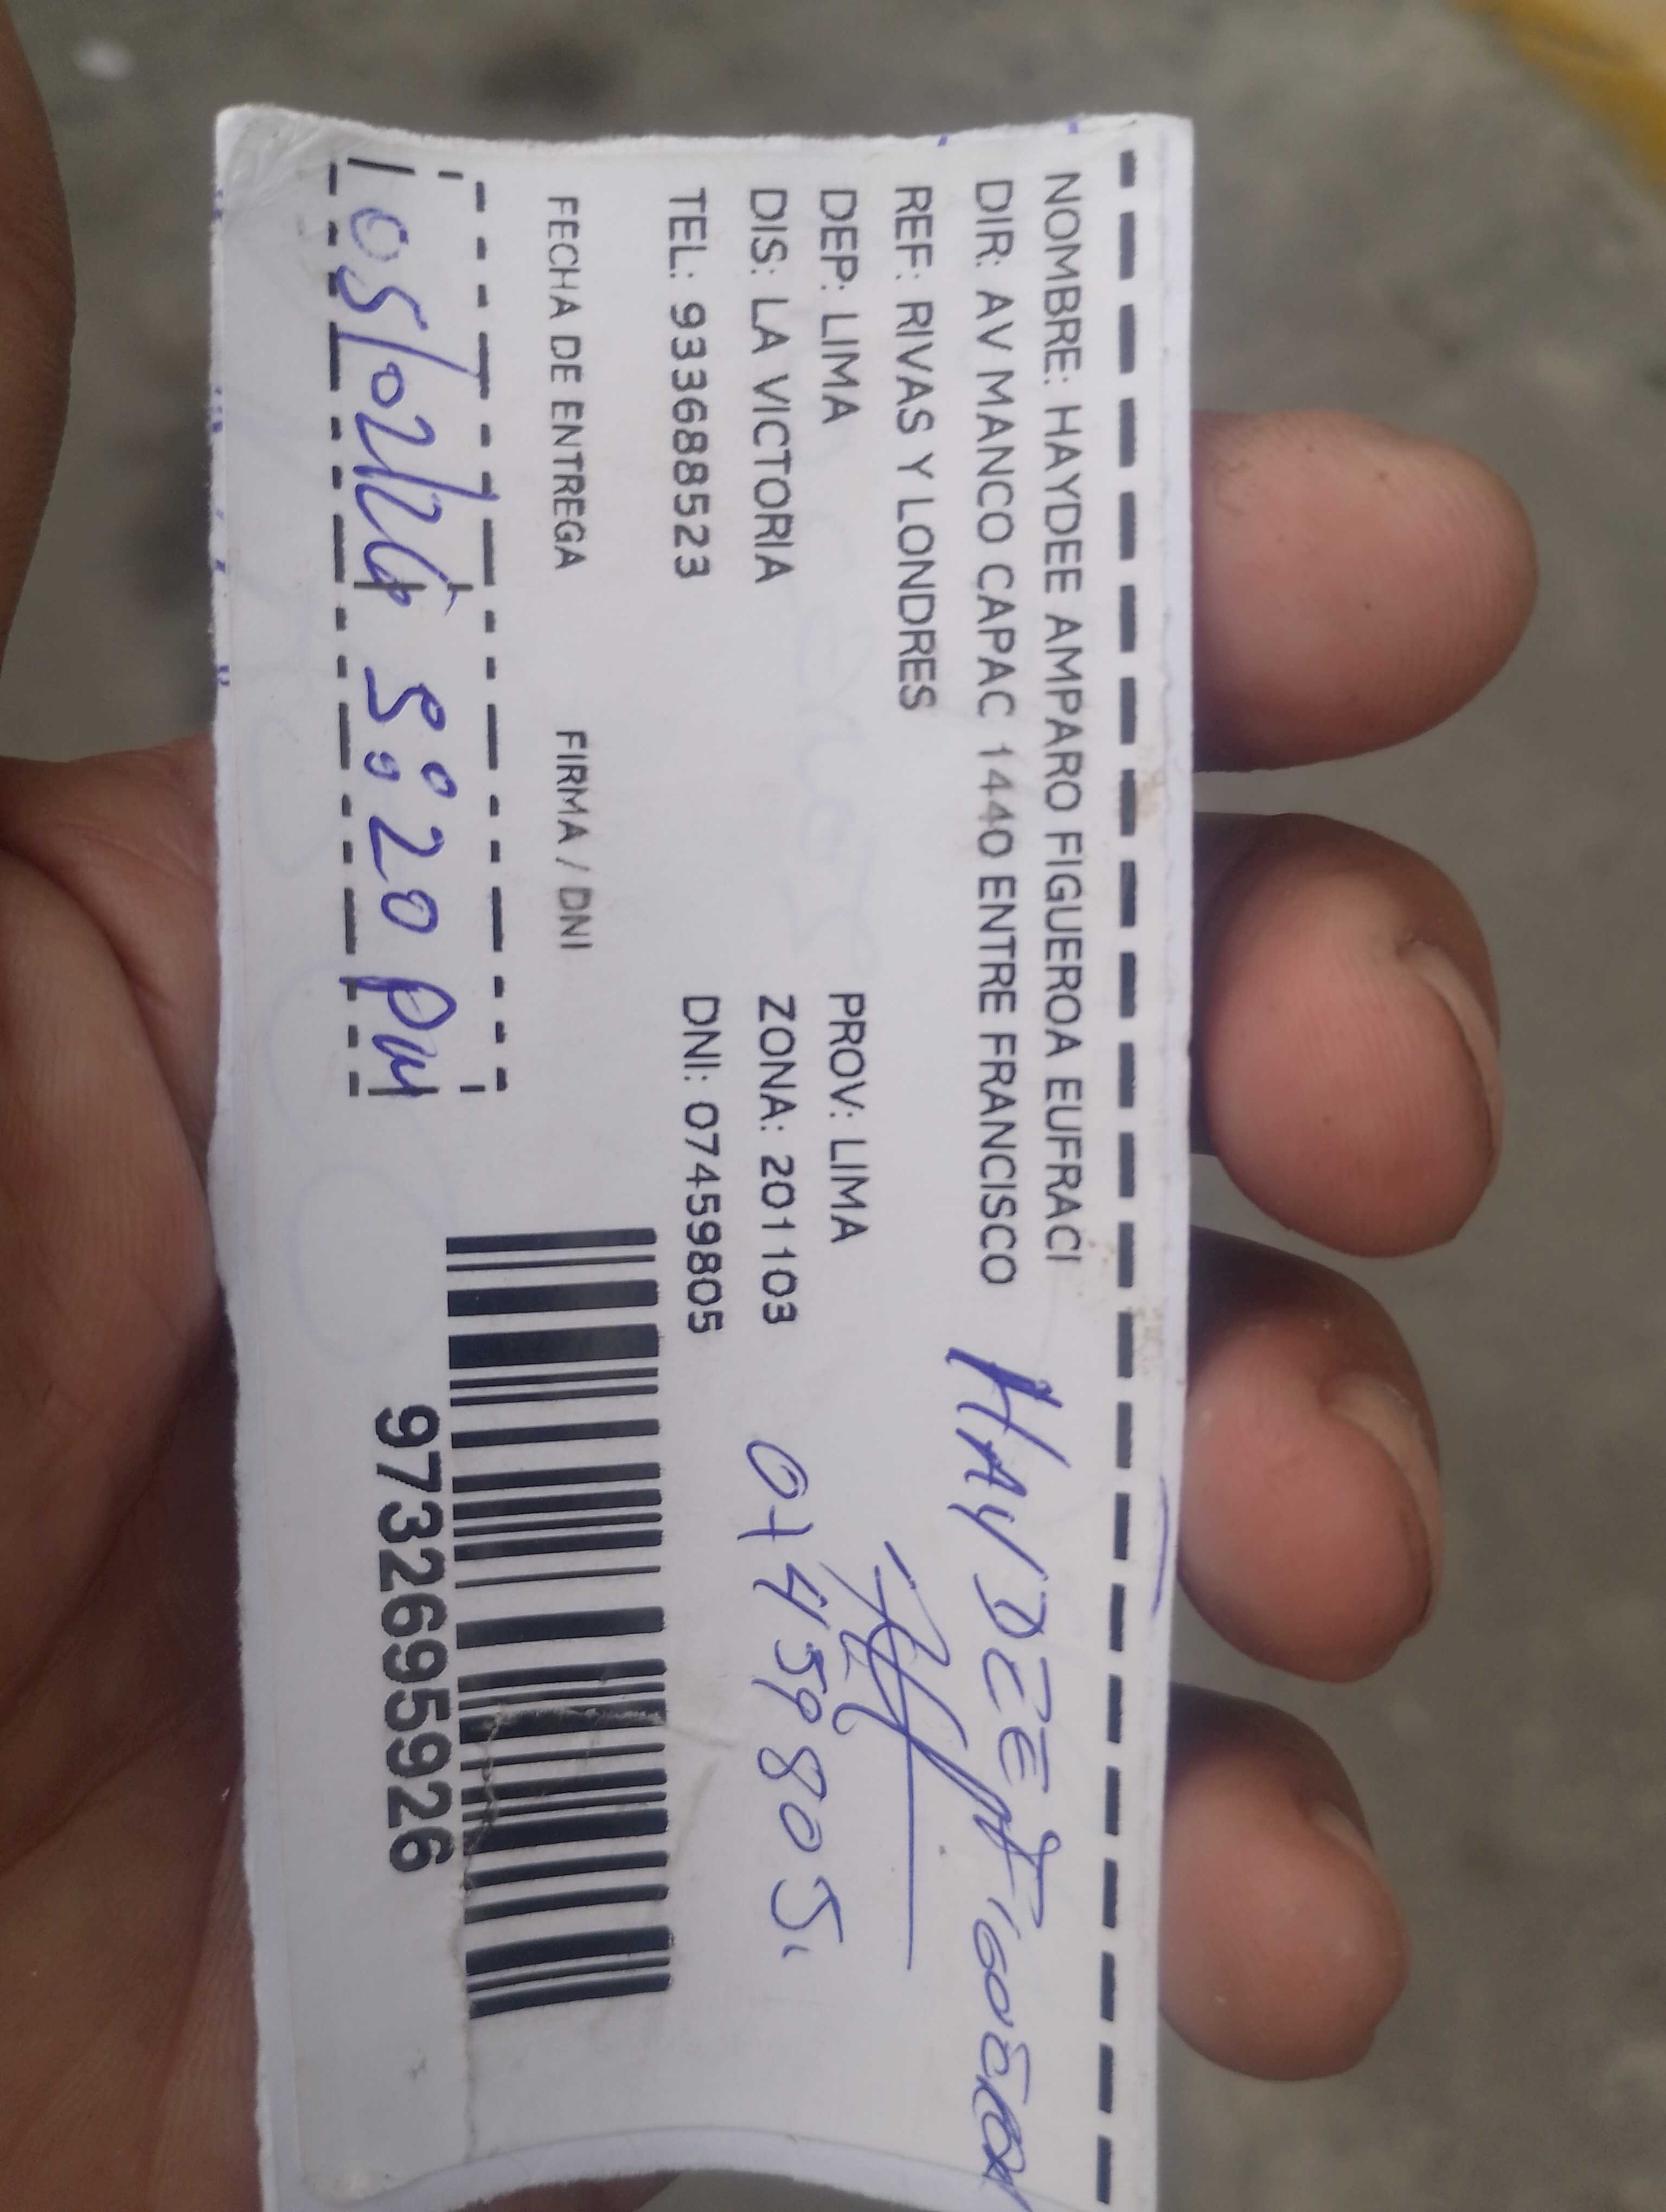 NOMBRE: HAYDEE AMPARO FIGUEROA EUFRACI
DIR: AV MANCO CAPAC 1440 ENTRE FRANCISCO
HAYDEE FIGUEROA
REF: RIVAS Y LONDRES
DEP: LIMA PROV: LIMA
DIS: LA VICTORIA ZONA: 201103
07459805
TEL: 933688523 DNI: 07459805
FECHA DE ENTREGA FIRMA / DNI
05/02/24 5:20 PM
9732695926